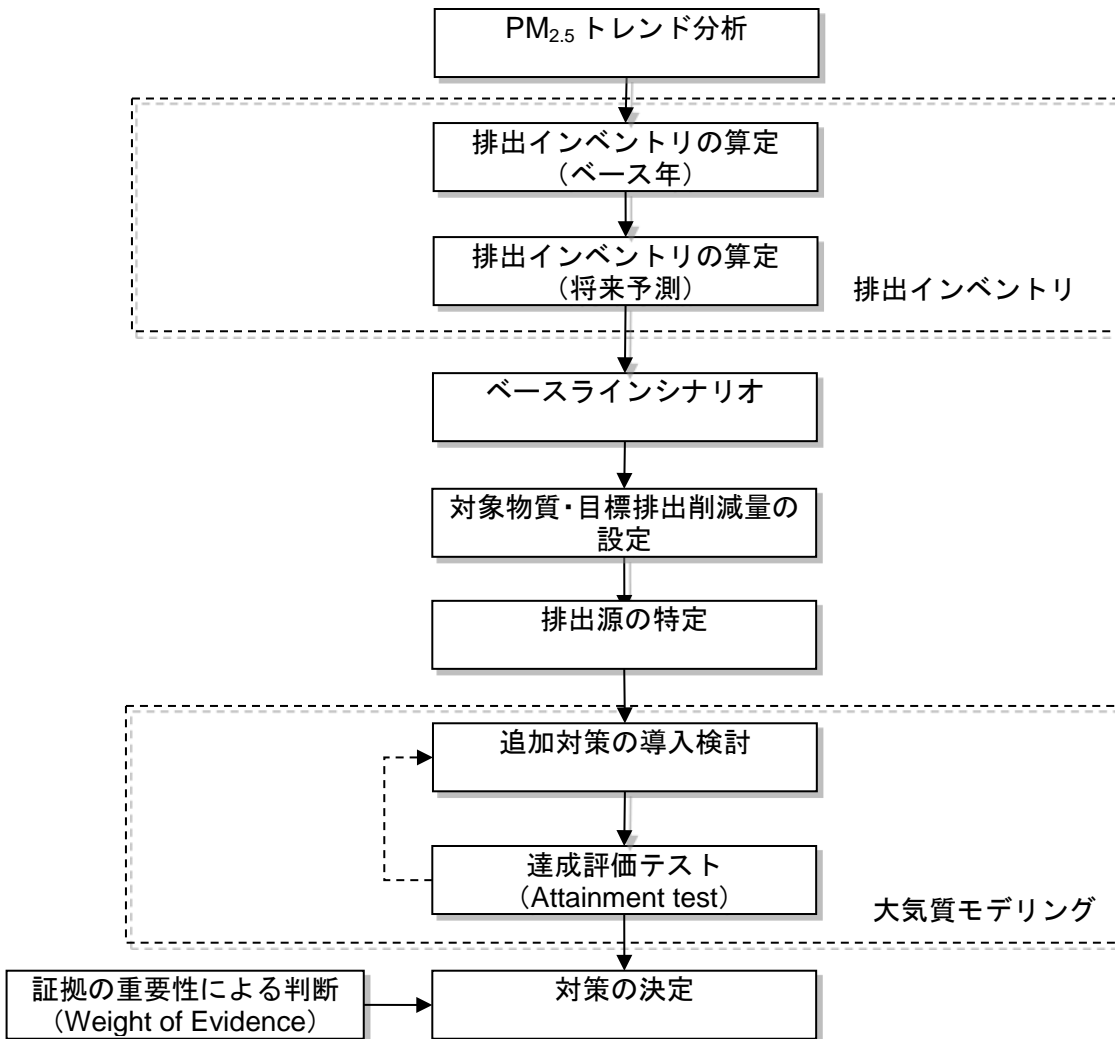 PM2.5 トレンド分析
排出インベントリの算定
（ベース年）
排出インベントリの算定
（将来予測）
排出インベントリ
ベースラインシナリオ
対象物質・目標排出削減量の
設定
排出源の特定
追加対策の導入検討
達成評価テスト
（Attainment test）
大気質モデリング
証拠の重要性による判断
（Weight of Evidence）
対策の決定